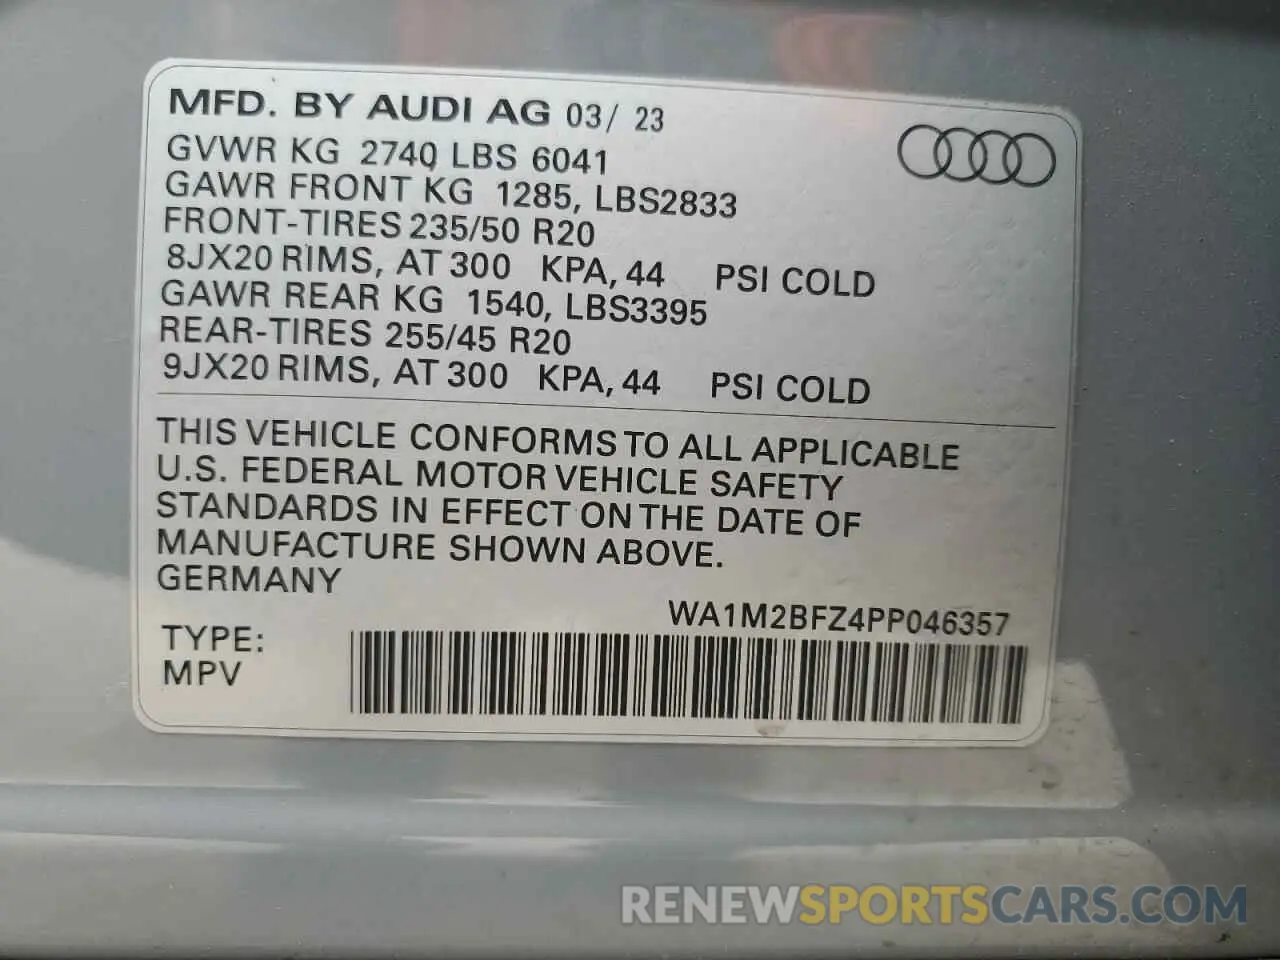 MFD. BY AUDI AG 03/ 23
GVWR KG 2740 LBS 6041
GAWR FRONT KG 1285, LBS2833
FRONT-TIRES 235/50 R20
8JX20 RIMS, AT 300 KPA, 44 PSI COLD
GAWR REAR KG 1540, LBS3395
REAR-TIRES 255/45 R20
9JX20 RIMS, AT 300 KPA, 44 PSI COLD
THIS VEHICLE CONFORMS TO ALL APPLICABLE
U.S. FEDERAL MOTOR VEHICLE SAFETY
STANDARDS IN EFFECT ON THE DATE OF
MANUFACTURE SHOWN ABOVE.
GERMANY
WA1M2BFZ4PP046357
TYPE:
MPV
RENEWSPORTSCARS.COM